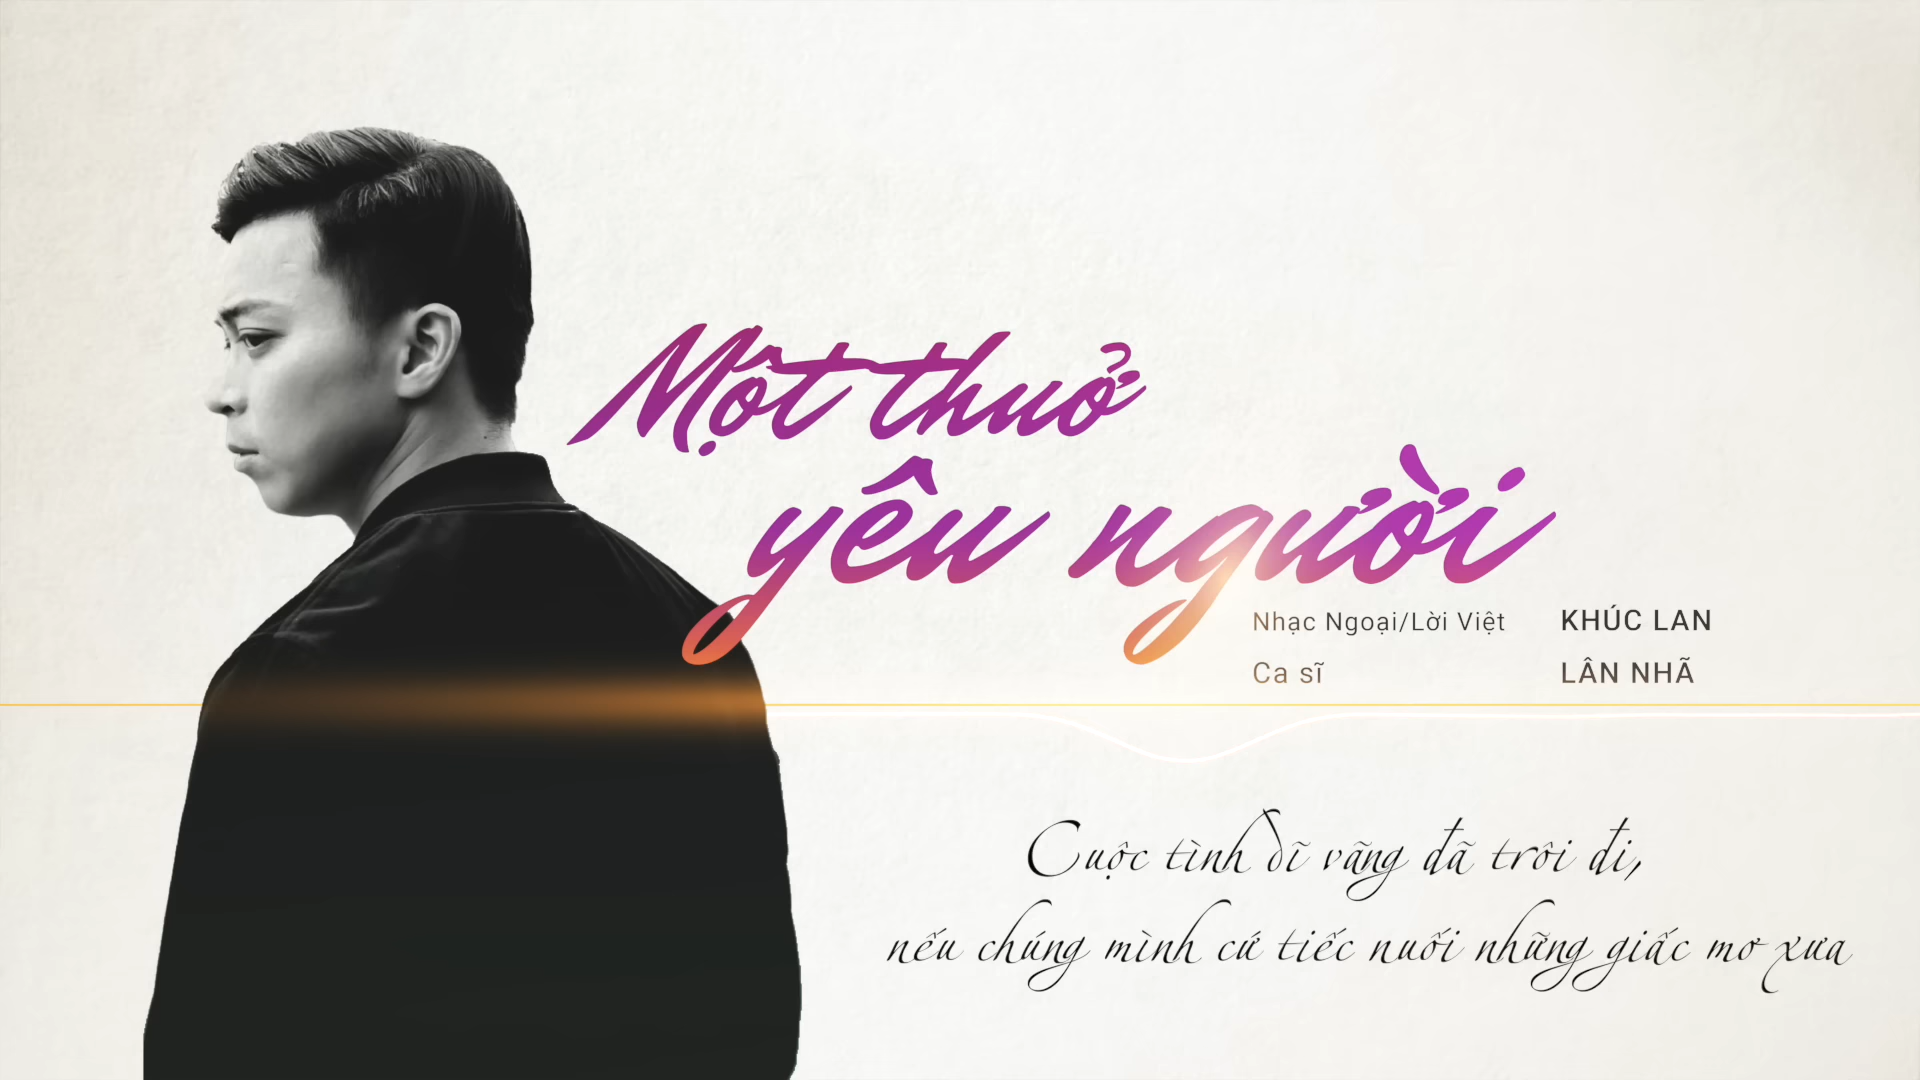 Một thuở
yêu người
Nhạc Ngoại/Lời Việt KHÚC LAN
Ca sĩ LÂN NHÃ
Cuộc tình dĩ vãng đã trôi đi,
nếu chúng mình cứ tiếc nuối những giấc mơ xưa